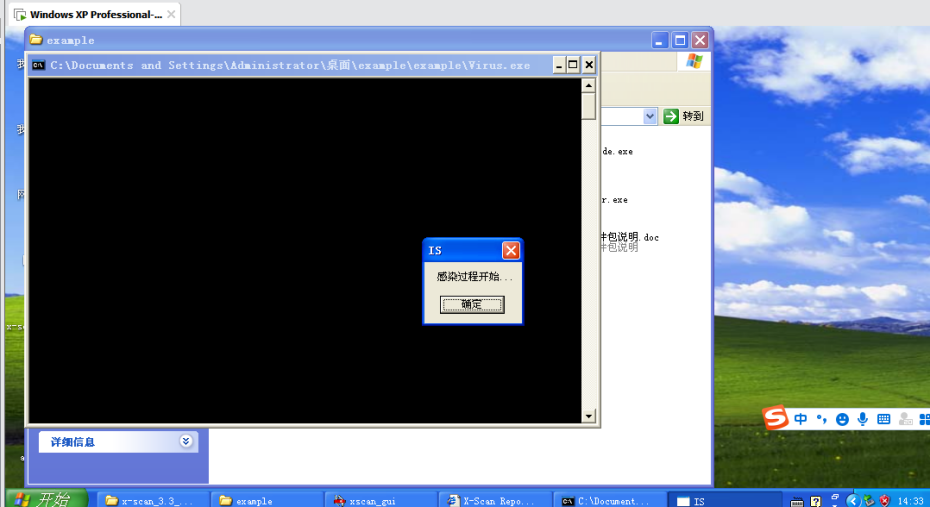 Windows XP Professional-...
example
C:\Documents and Settings\Administrator\桌面\example\example\Virus.exe
转到
de.exe
r.exe
件包说明.doc
件包说明
IS
感染过程开始...
确定
详细信息
中
开始
x-scan_3.3_...
example
xscan_gui
X-Scan Repo...
C:\Document...
IS
14:33